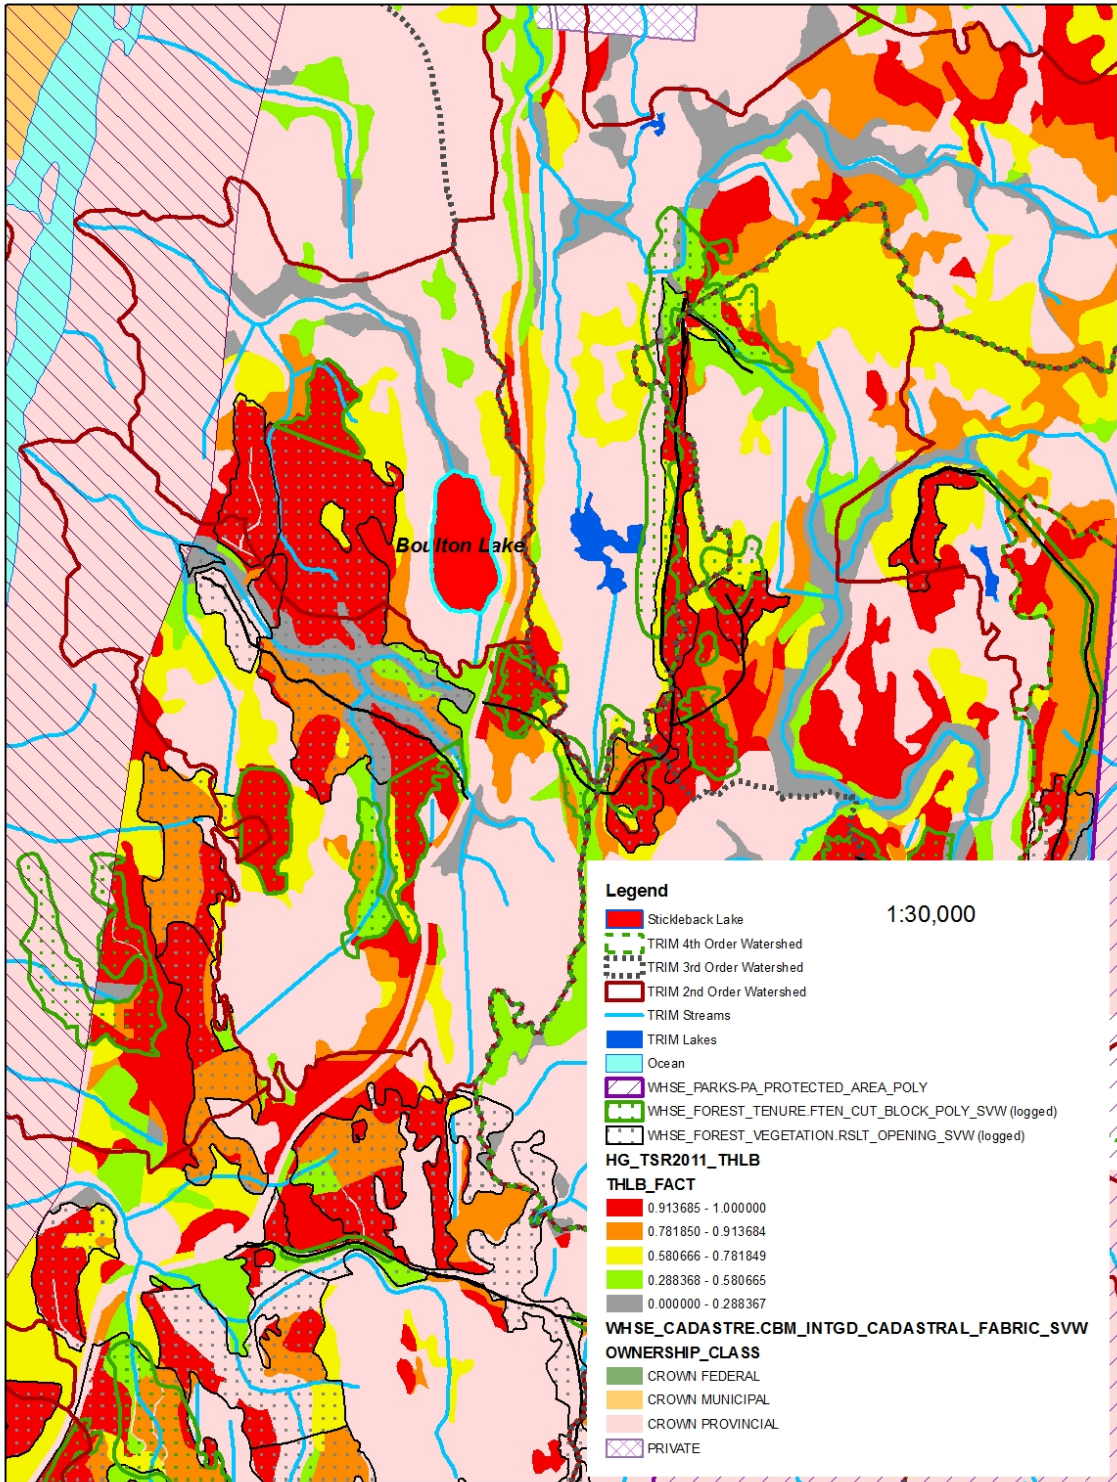 Boulton Lake
Legend
1:30,000
Stickleback Lake
TRIM 4th Order Watershed
TRIM 3rd Order Watershed
TRIM 2nd Order Watershed
TRIM Streams
TRIM Lakes
Ocean
WHSE_PARKS-PA_PROTECTED_AREA_POLY
WHSE_FOREST_TENURE.FTEN_CUT_BLOCK_POLY_SVW (logged)
WHSE_FOREST_VEGETATION.RSLT_OPENING_SVW (logged)
HG_TSR2011_THLB
THLB_FACT
0.913685 - 1.000000
0.781850 - 0.913684
0.580666 - 0.781849
0.288368 - 0.580665
0.000000 - 0.288367
WHSE_CADASTRE.CBM_INTGD_CADASTRAL_FABRIC_SVW
OWNERSHIP_CLASS
CROWN FEDERAL
CROWN MUNICIPAL
CROWN PROVINCIAL
PRIVATE